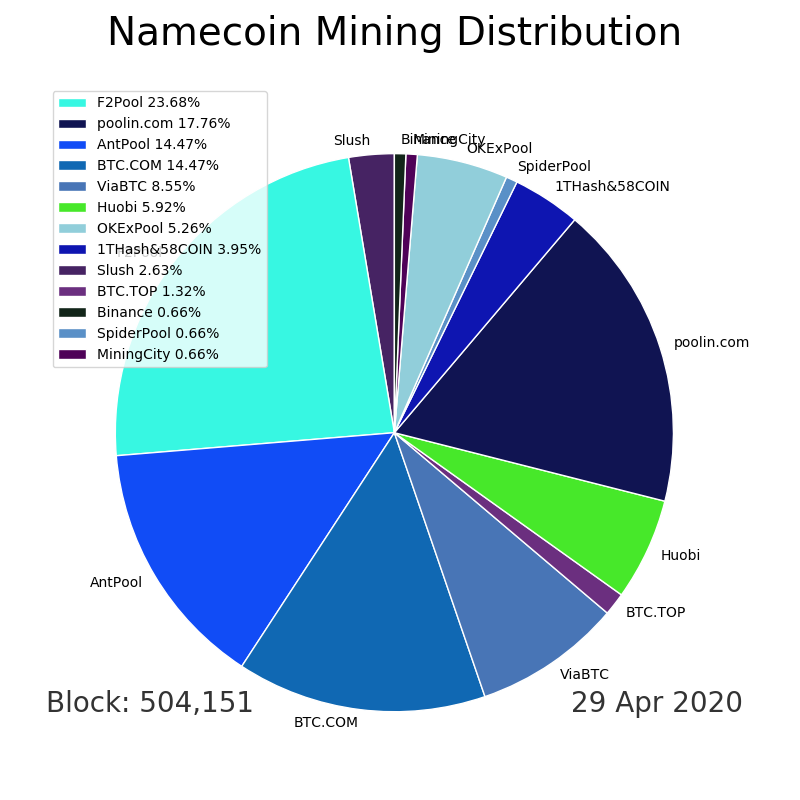 Namecoin Mining Distribution
F2Pool 23.68%
poolin.com 17.76%
AntPool 14.47%
BTC.COM 14.47%
ViaBTC 8.55%
Huobi 5.92%
OKExPool 5.26%
1THash&58COIN 3.95%
Slush 2.63%
BTC.TOP 1.32%
Binance 0.66%
SpiderPool 0.66%
MiningCity 0.66%
Slush
Binance
MiningCity
OKExPool
SpiderPool
1THash&58COIN
F2Pool
poolin.com
Huobi
BTC.TOP
ViaBTC
BTC.COM
AntPool
Block: 504,151
29 Apr 2020